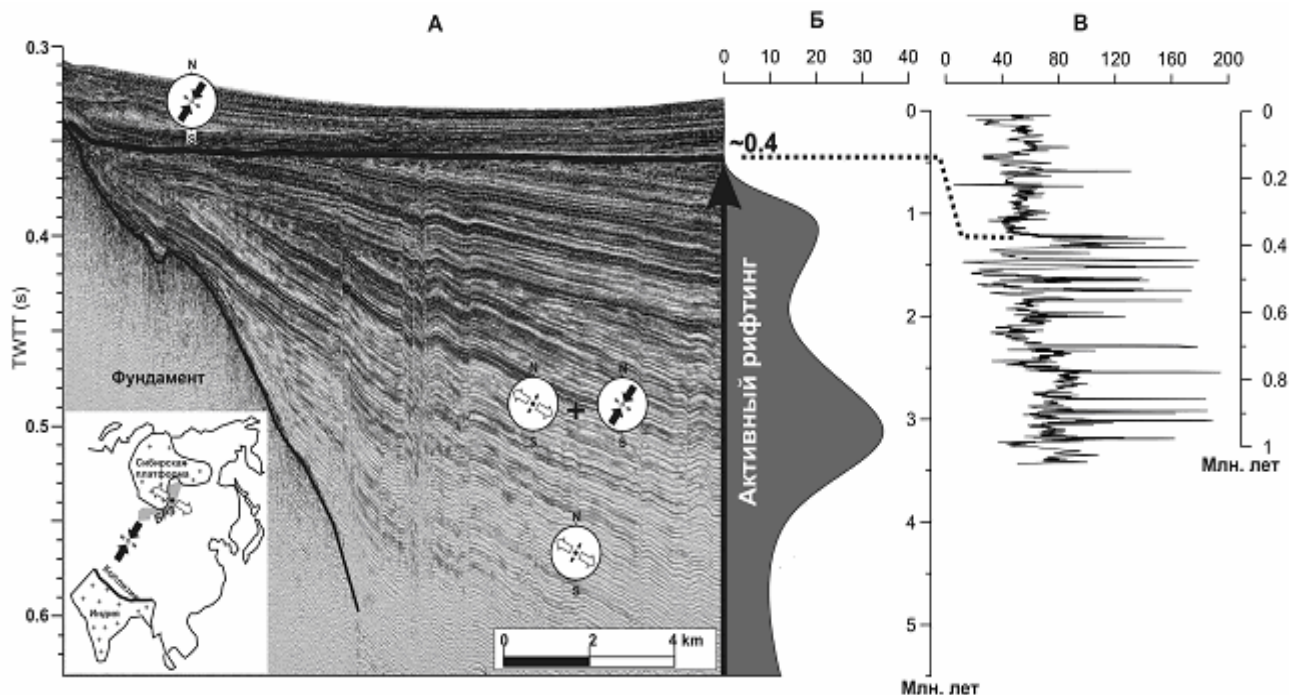 А
Б
В
0.3
0.4
0.5
0.6
TWTT (s)
N
S
Фундамент
N
S
+
N
S
N
S
Сибирская
платформа
Индия
0 2 4 km
0 10 20 30 40
~0.4
Активный рифтинг
0 40 80 120 160 200
0
1
2
3
4
5
Млн. лет
0
0.2
0.4
0.6
0.8
1
Млн. лет